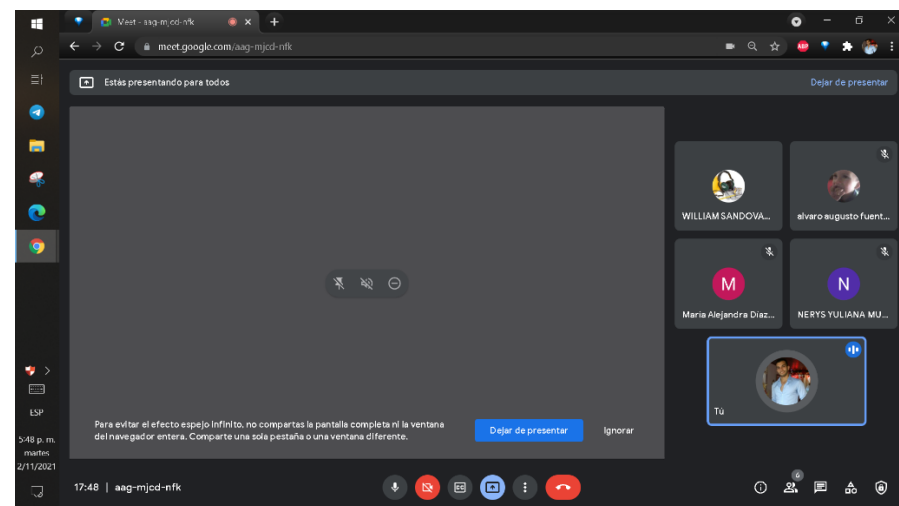 Meet - aag-mjcd-nfk
meet.google.com/aag-mjcd-nfk
ABP
Estás presentando para todos
Dejar de presentar
WILLIAM SANDOVA...
alvaro augusto fuent...
M
Maria Alejandra Diaz...
N
NERYS YULIANA MU...
Tú
Para evitar el efecto espejo infinito, no compartas la pantalla completa ni la ventana
del navegador entera. Comparte una sola pestaña o una ventana diferente.
Dejar de presentar
Ignorar
ESP
5:48 p. m.
martes
2/11/2021
17:48 | aag-mjcd-nfk
6